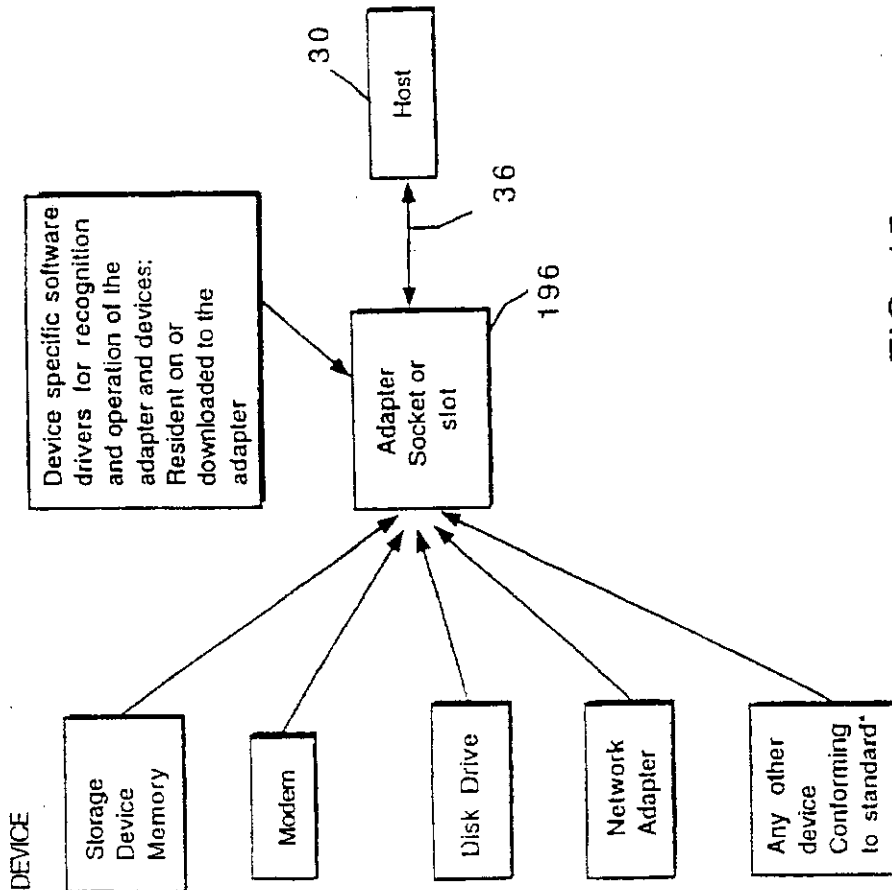 DEVICE
Storage
Device
Memory
Modem
Disk Drive
Network
Adapter
Any other
device
Conforming
to standard*
Device specific software
drivers for recognition
and operation of the
adapter and devices:
Resident on or
downloaded to the
adapter
Adapter
Socket or
slot
196
36
Host
30